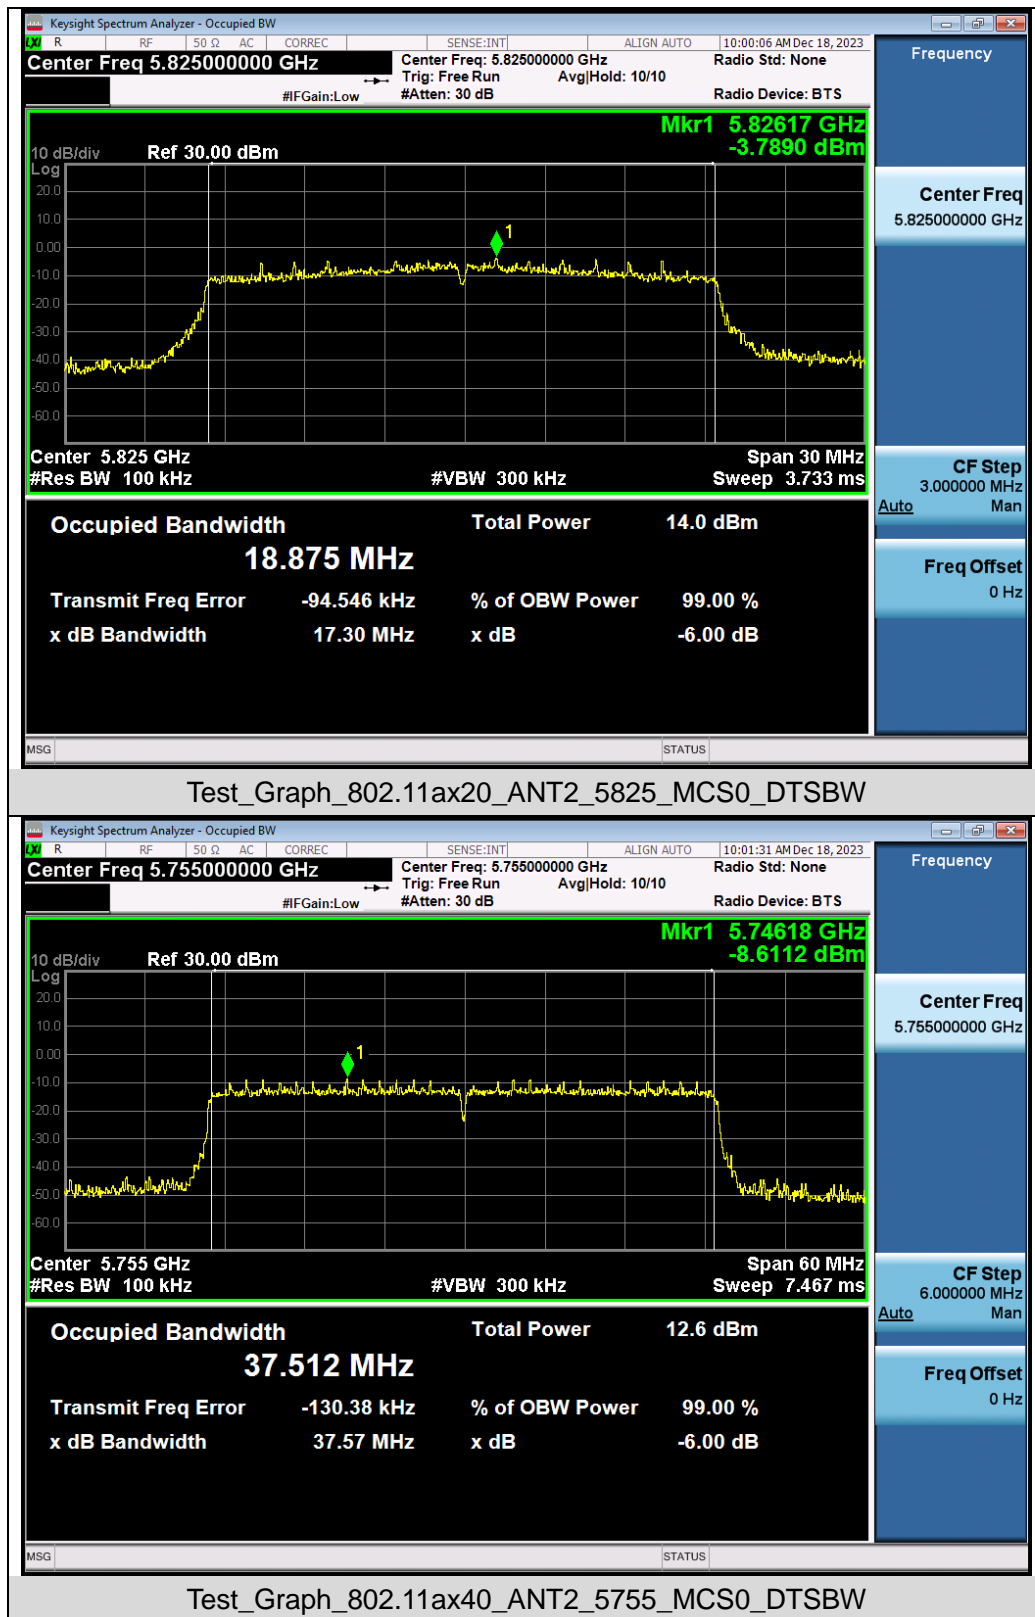 Keysight Spectrum Analyzer - Occupied BW
LXI R RF 50 Ω AC CORREC SENSE:INT ALIGN AUTO 10:00:06 AM Dec 18, 2023
Center Freq 5.825000000 GHz
Center Freq: 5.825000000 GHz Radio Std: None
Trig: Free Run Avg|Hold: 10/10
#IFGain:Low #Atten: 30 dB Radio Device: BTS
Frequency
Mkr1 5.82617 GHz
-3.7890 dBm
10 dB/div Ref 30.00 dBm
Log
20.0
10.0
0.00
-10.0
-20.0
-30.0
-40.0
-50.0
-60.0
1
Center 5.825 GHz Span 30 MHz
#Res BW 100 kHz #VBW 300 kHz Sweep 3.733 ms
Center Freq
5.825000000 GHz
CF Step
3.000000 MHz
Auto Man
Freq Offset
0 Hz
Occupied Bandwidth Total Power 14.0 dBm
18.875 MHz
Transmit Freq Error -94.546 kHz % of OBW Power 99.00 %
x dB Bandwidth 17.30 MHz x dB -6.00 dB
MSG STATUS
Test_Graph_802.11ax20_ANT2_5825_MCS0_DTSBW
Keysight Spectrum Analyzer - Occupied BW
LXI R RF 50 Ω AC CORREC SENSE:INT ALIGN AUTO 10:01:31 AM Dec 18, 2023
Center Freq 5.755000000 GHz
Center Freq: 5.755000000 GHz Radio Std: None
Trig: Free Run Avg|Hold: 10/10
#IFGain:Low #Atten: 30 dB Radio Device: BTS
Frequency
Mkr1 5.74618 GHz
-8.6112 dBm
10 dB/div Ref 30.00 dBm
Log
20.0
10.0
0.00
-10.0
-20.0
-30.0
-40.0
-50.0
-60.0
1
Center 5.755 GHz Span 60 MHz
#Res BW 100 kHz #VBW 300 kHz Sweep 7.467 ms
Center Freq
5.755000000 GHz
CF Step
6.000000 MHz
Auto Man
Freq Offset
0 Hz
Occupied Bandwidth Total Power 12.6 dBm
37.512 MHz
Transmit Freq Error -130.38 kHz % of OBW Power 99.00 %
x dB Bandwidth 37.57 MHz x dB -6.00 dB
MSG STATUS
Test_Graph_802.11ax40_ANT2_5755_MCS0_DTSBW